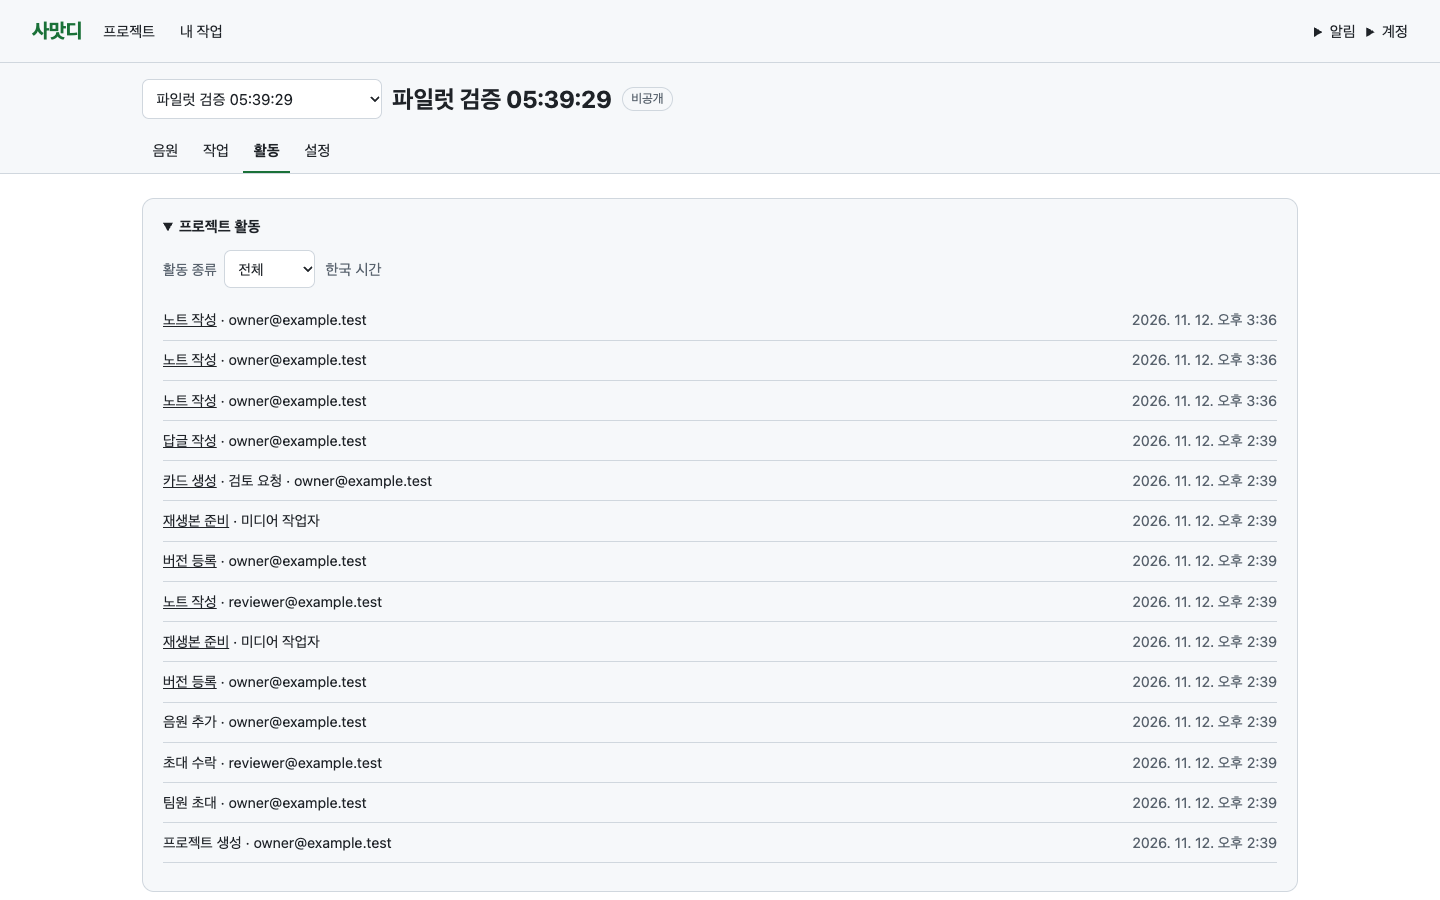 사맛디 프로젝트 내 작업 ▶ 알림 ▶ 계정
파일럿 검증 05:39:29 파일럿 검증 05:39:29 비공개
음원 작업 활동 설정
▼ 프로젝트 활동
활동 종류 전체 한국 시간
노트 작성 · owner@example.test 2026. 11. 12. 오후 3:36
노트 작성 · owner@example.test 2026. 11. 12. 오후 3:36
노트 작성 · owner@example.test 2026. 11. 12. 오후 3:36
답글 작성 · owner@example.test 2026. 11. 12. 오후 2:39
카드 생성 · 검토 요청 · owner@example.test 2026. 11. 12. 오후 2:39
재생본 준비 · 미디어 작업자 2026. 11. 12. 오후 2:39
버전 등록 · owner@example.test 2026. 11. 12. 오후 2:39
노트 작성 · reviewer@example.test 2026. 11. 12. 오후 2:39
재생본 준비 · 미디어 작업자 2026. 11. 12. 오후 2:39
버전 등록 · owner@example.test 2026. 11. 12. 오후 2:39
음원 추가 · owner@example.test 2026. 11. 12. 오후 2:39
초대 수락 · reviewer@example.test 2026. 11. 12. 오후 2:39
팀원 초대 · owner@example.test 2026. 11. 12. 오후 2:39
프로젝트 생성 · owner@example.test 2026. 11. 12. 오후 2:39